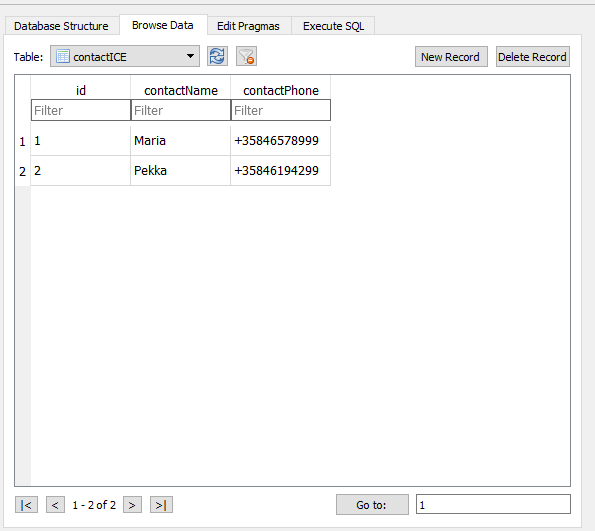 Database Structure Browse Data Edit Pragmas Execute SQL
Table: contactICE New Record Delete Record
id contactName contactPhone
Filter Filter Filter
1 1 Maria +35846578999
2 2 Pekka +35846194299
|< < 1 - 2 of 2 > >| Go to: 1